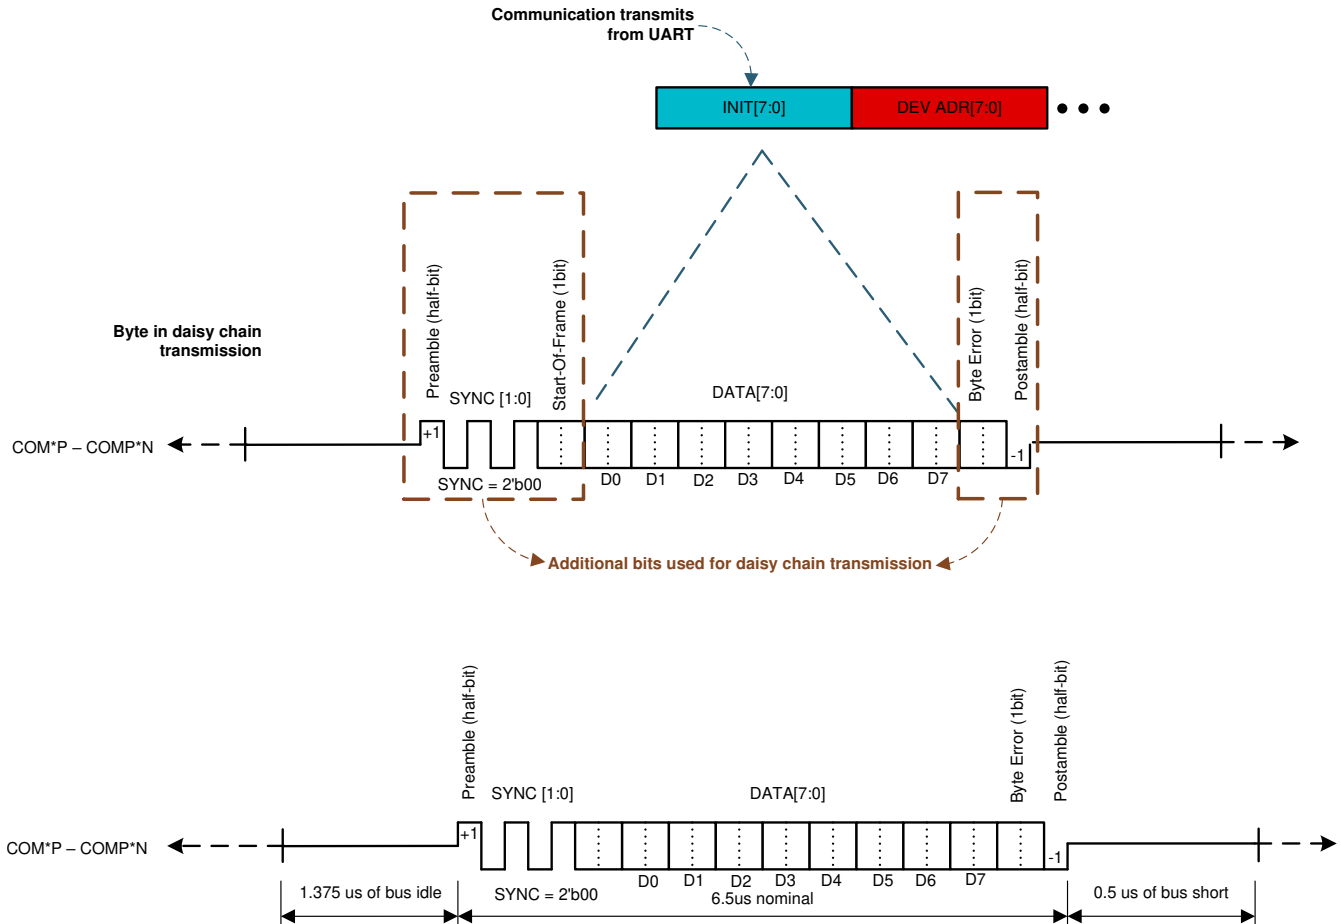 Communication transmits
from UART
INIT[7:0]
DEV ADR[7:0]
Byte in daisy chain
transmission
Preamble (half-bit)
SYNC [1:0]
Start-Of-Frame (1bit)
DATA[7:0]
Byte Error (1bit)
Postamble (half-bit)
COM*P – COMP*N
+1
-1
SYNC = 2'b00
D0
D1
D2
D3
D4
D5
D6
D7
Additional bits used for daisy chain transmission
Preamble (half-bit)
SYNC [1:0]
DATA[7:0]
Byte Error (1bit)
Postamble (half-bit)
COM*P – COMP*N
+1
-1
D0
D1
D2
D3
D4
D5
D6
D7
1.375 us of bus idle
SYNC = 2'b00
6.5us nominal
0.5 us of bus short